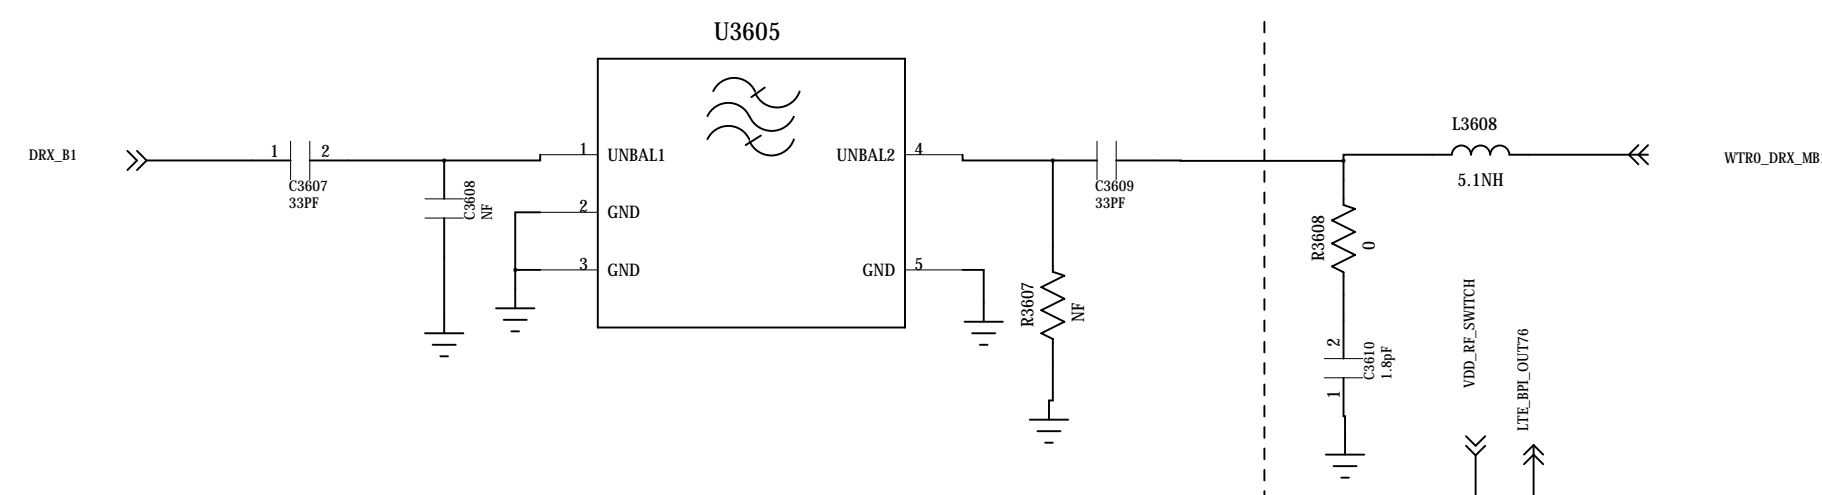 U3605
DRX_B1
1
2
C3607
33PF
C3608
NF
1
UNBAL1
2
GND
3
GND
UNBAL2
4
GND
5
C3609
33PF
R3607
NF
L3608
5.1NH
WTR0_DRX_MB
R3608
0
2
C3610
1.8pF
1
VDD_RF_SWITCH
LTE_BPI_OUT76